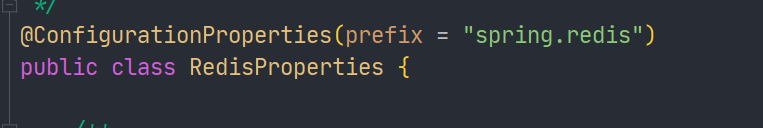 */
@ConfigurationProperties(prefix = "spring.redis")
public class RedisProperties {